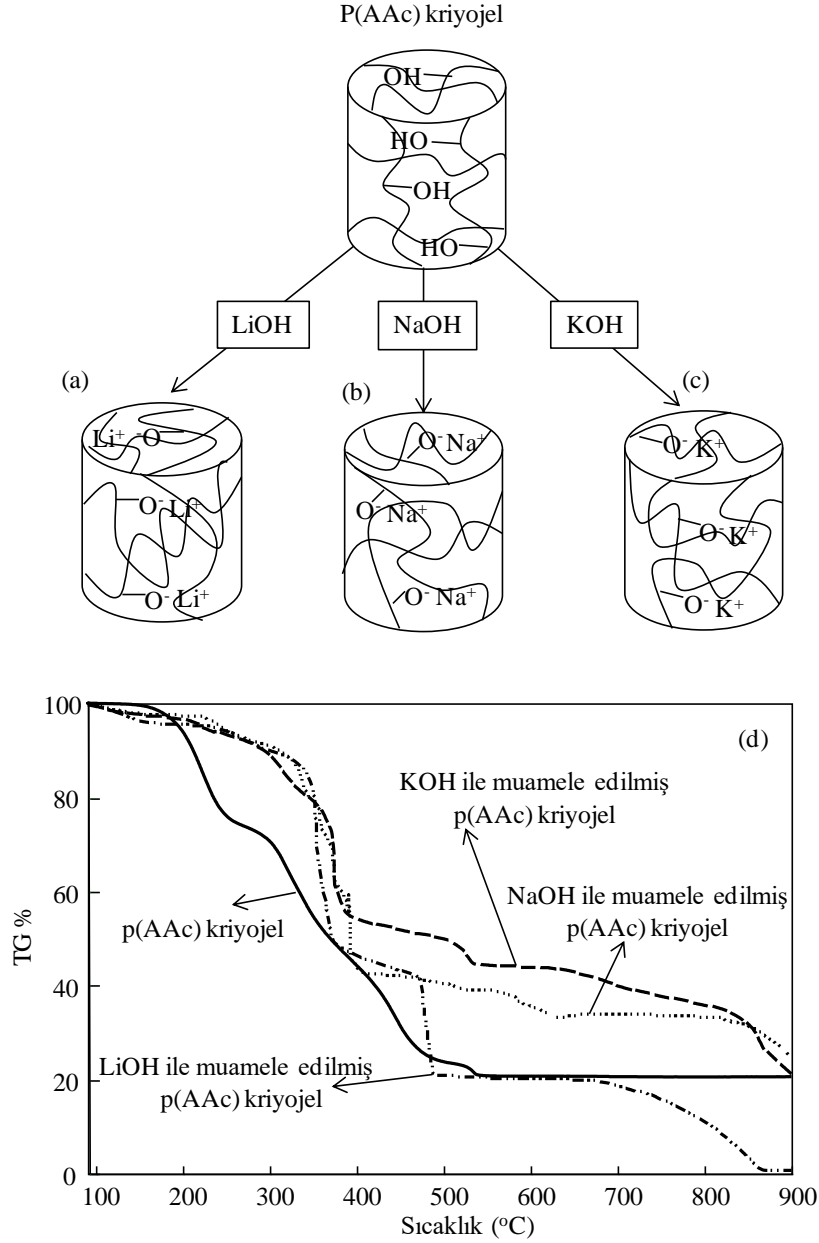 P(AAc) kriyojel
OH
HO
OH
HO
LiOH
NaOH
KOH
(a)
(b)
(c)
Li⁺ ⁻O
O⁻ Li⁺
O⁻ Li⁺
O⁻ Na⁺
O⁻ Na⁺
O⁻ Na⁺
O⁻ K⁺
O⁻ K⁺
O⁻ K⁺
(d)
TG %
100
80
60
40
20
0
KOH ile muamele edilmiş
p(AAc) kriyojel
NaOH ile muamele edilmiş
p(AAc) kriyojel
p(AAc) kriyojel
LiOH ile muamele edilmiş
p(AAc) kriyojel
100 200 300 400 500 600 700 800 900
Sıcaklık (ºC)